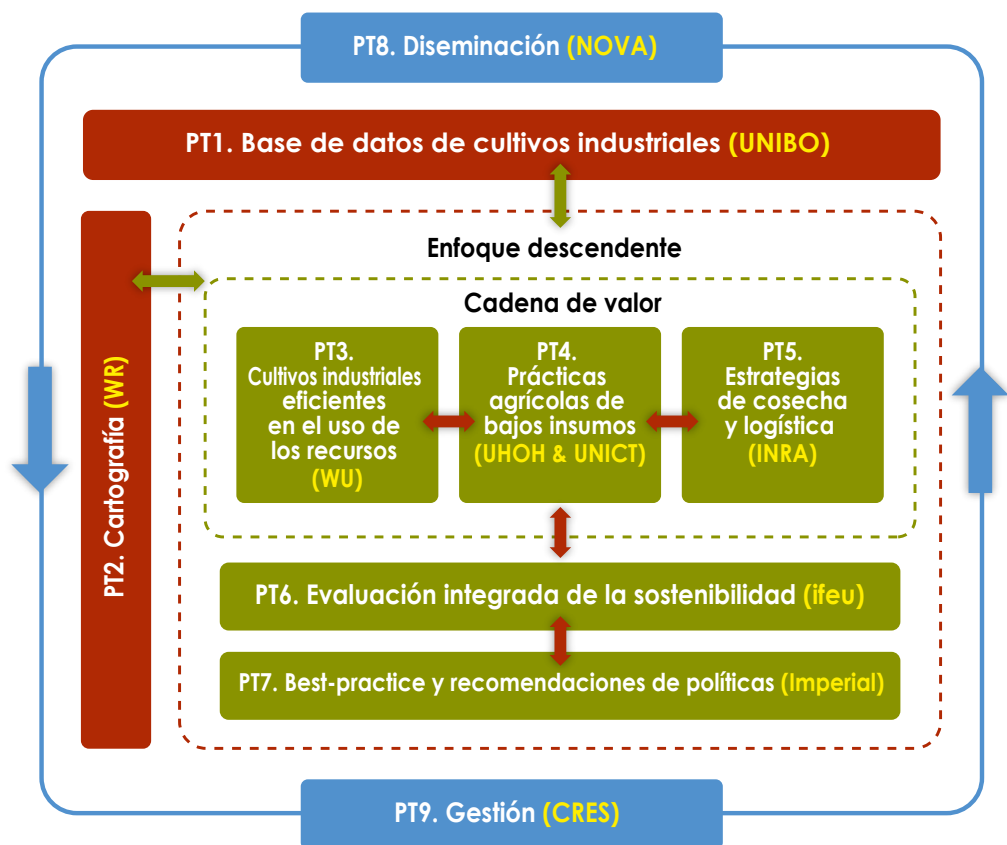 PT8. Diseminación (NOVA)
PT1. Base de datos de cultivos industriales (UNIBO)
PT2. Cartografía (WR)
Enfoque descendente
Cadena de valor
PT3.
Cultivos industriales
eficientes
en el uso de
los recursos
(WU)
PT4.
Prácticas
agrícolas de
bajos insumos
(UHOH & UNICT)
PT5.
Estrategias
de cosecha
y logística
(INRA)
PT6. Evaluación integrada de la sostenibilidad (ifeu)
PT7. Best-practice y recomendaciones de políticas (Imperial)
PT9. Gestión (CRES)